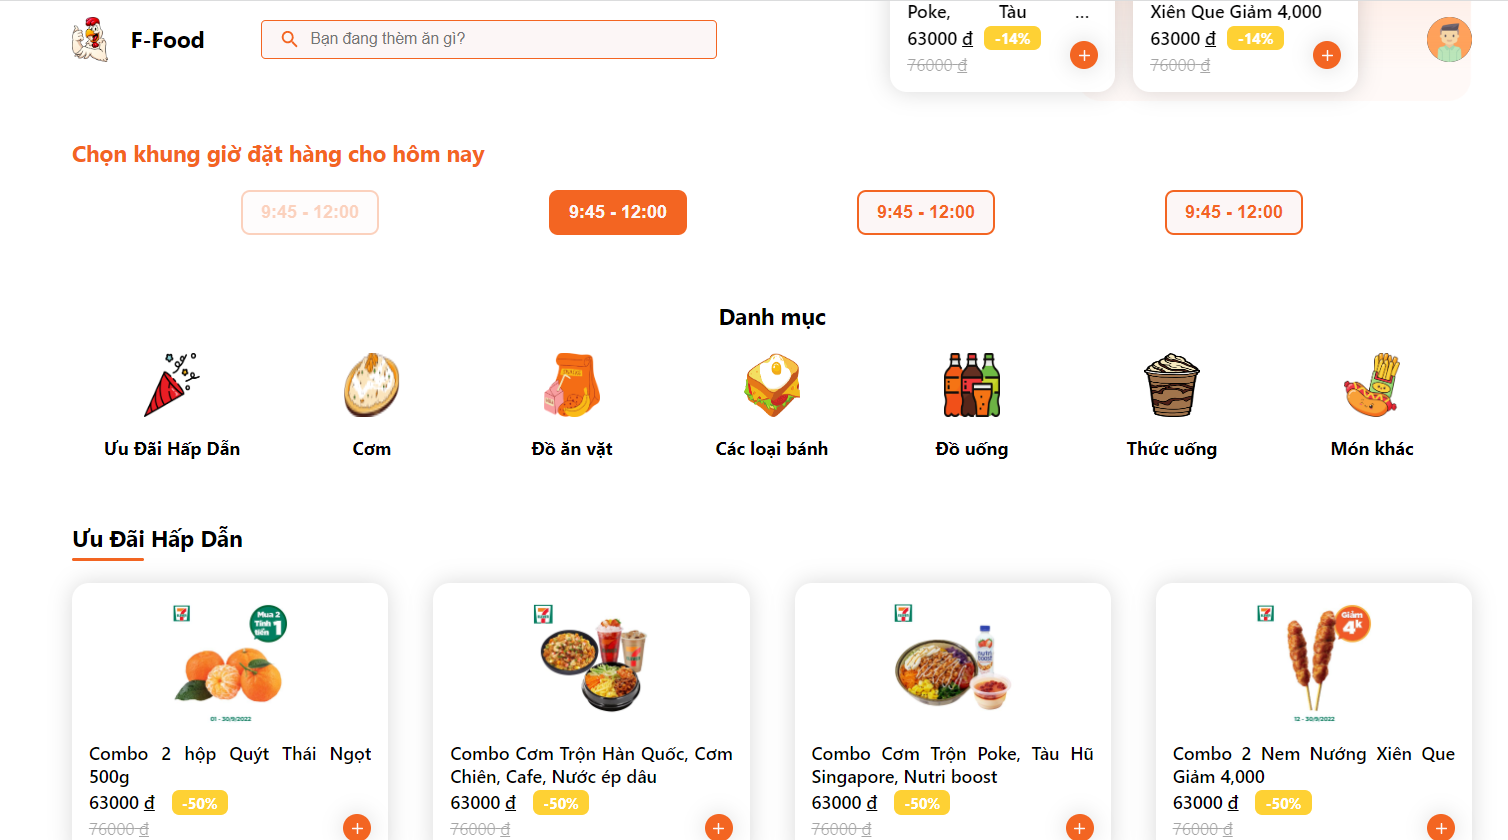 F-Food
Bạn đang thèm ăn gì?
Poke, Tàu ...
63000 đ -14%
76000 đ
+
Xiên Que Giảm 4,000
63000 đ -14%
76000 đ
+
Chọn khung giờ đặt hàng cho hôm nay
9:45 - 12:00
9:45 - 12:00
9:45 - 12:00
9:45 - 12:00
Danh mục
Ưu Đãi Hấp Dẫn
Cơm
Đồ ăn vặt
Các loại bánh
Đồ uống
Thức uống
Món khác
Ưu Đãi Hấp Dẫn
Mua 2
Tính
tiền 1
01 - 30/9/2022
Combo 2 hộp Quýt Thái Ngọt
500g
63000 đ -50%
76000 đ
+
Combo Cơm Trộn Hàn Quốc, Cơm
Chiên, Cafe, Nước ép dâu
63000 đ -50%
76000 đ
+
Combo Cơm Trộn Poke, Tàu Hũ
Singapore, Nutri boost
63000 đ -50%
76000 đ
+
Giảm
4k
12 - 30/9/2022
Combo 2 Nem Nướng Xiên Que
Giảm 4,000
63000 đ -50%
76000 đ
+